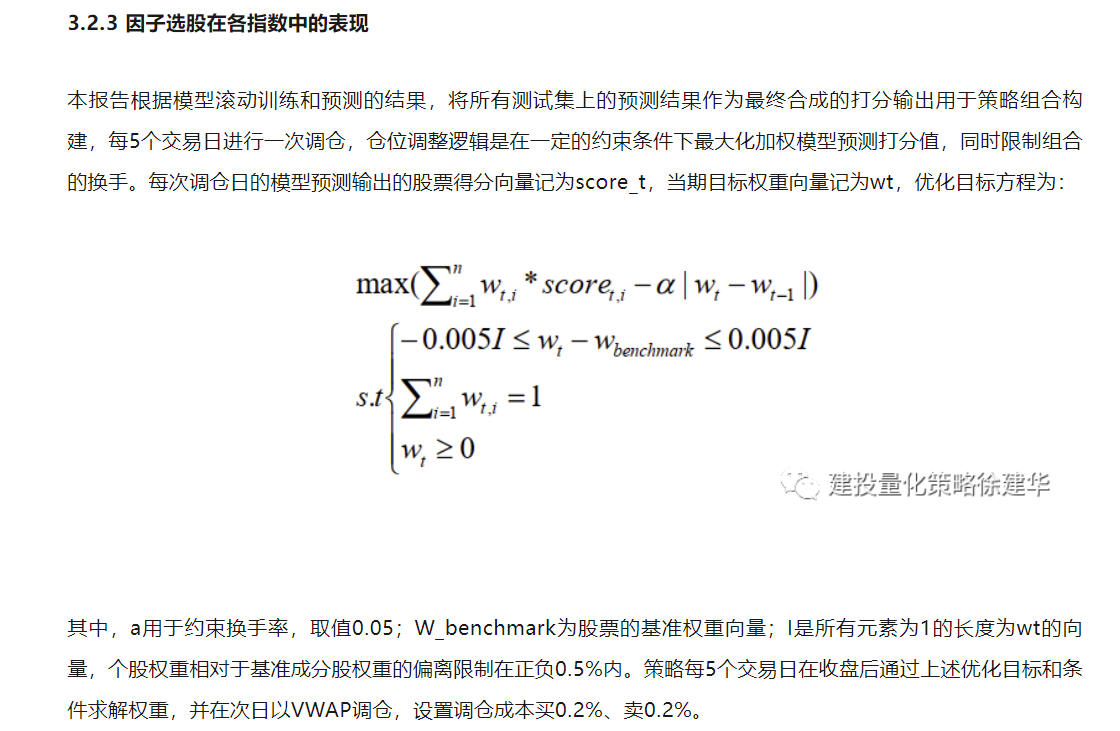 3.2.3 因子选股在各指数中的表现
本报告根据模型滚动训练和预测的结果，将所有测试集上的预测结果作为最终合成的打分输出用于策略组合构
建，每5个交易日进行一次调仓，仓位调整逻辑是在一定的约束条件下最大化加权模型预测打分值，同时限制组合
的换手。每次调仓日的模型预测输出的股票得分向量记为score_t，当期目标权重向量记为wt，优化目标方程为：
max(∑_{i=1}^{n} w_{t,i} * score_{t,i} − α | w_t − w_{t−1} |)
−0.005I ≤ w_t − w_{benchmark} ≤ 0.005I
s.t{ ∑_{i=1}^{n} w_{t,i} = 1
w_t ≥ 0
建投量化策略徐建华
其中，a用于约束换手率，取值0.05；W_benchmark为股票的基准权重向量；I是所有元素为1的长度为wt的向
量，个股权重相对于基准成分股权重的偏离限制在正负0.5%内。策略每5个交易日在收盘后通过上述优化目标和条
件求解权重，并在次日以VWAP调仓，设置调仓成本买0.2%、卖0.2%。